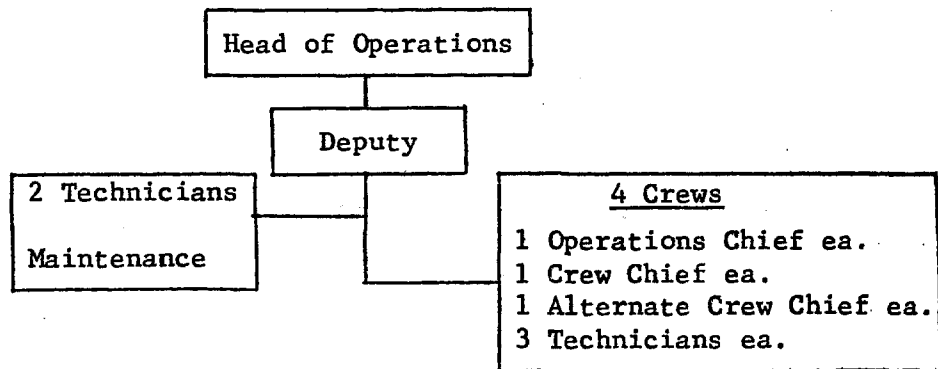 Head of Operations
Deputy
2 Technicians
Maintenance
4 Crews
1 Operations Chief ea.
1 Crew Chief ea.
1 Alternate Crew Chief ea.
3 Technicians ea.